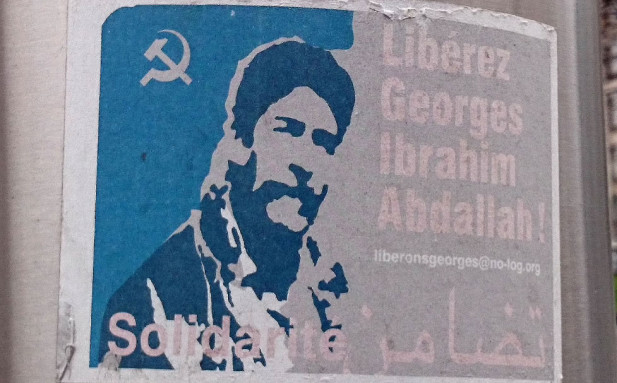 Libérez
Georges
Ibrahim
Abdallah!
liberonsgeorges@no-log.org
Solidarité
تضامن